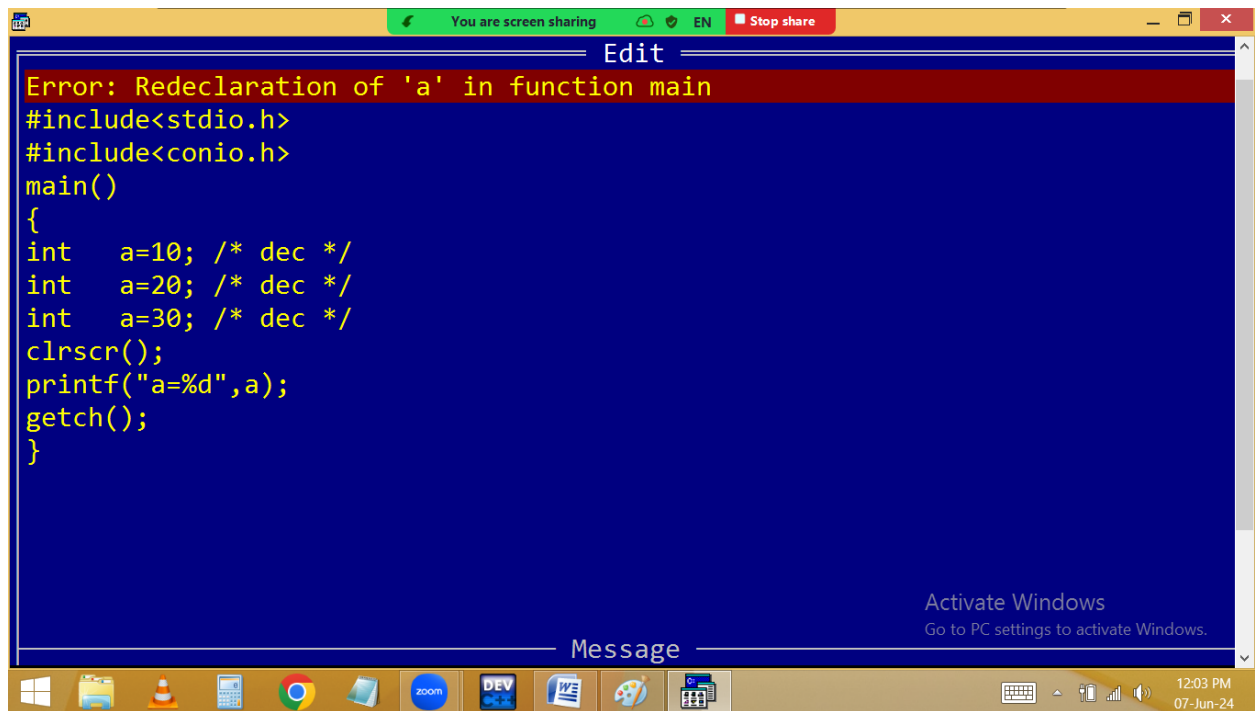 You are screen sharing EN Stop share
Edit
Error: Redeclaration of 'a' in function main
#include<stdio.h>
#include<conio.h>
main()
{
int   a=10; /* dec */
int   a=20; /* dec */
int   a=30; /* dec */
clrscr();
printf("a=%d",a);
getch();
}
Activate Windows
Go to PC settings to activate Windows.
Message
zoom DEV C++ 12:03 PM
07-Jun-24